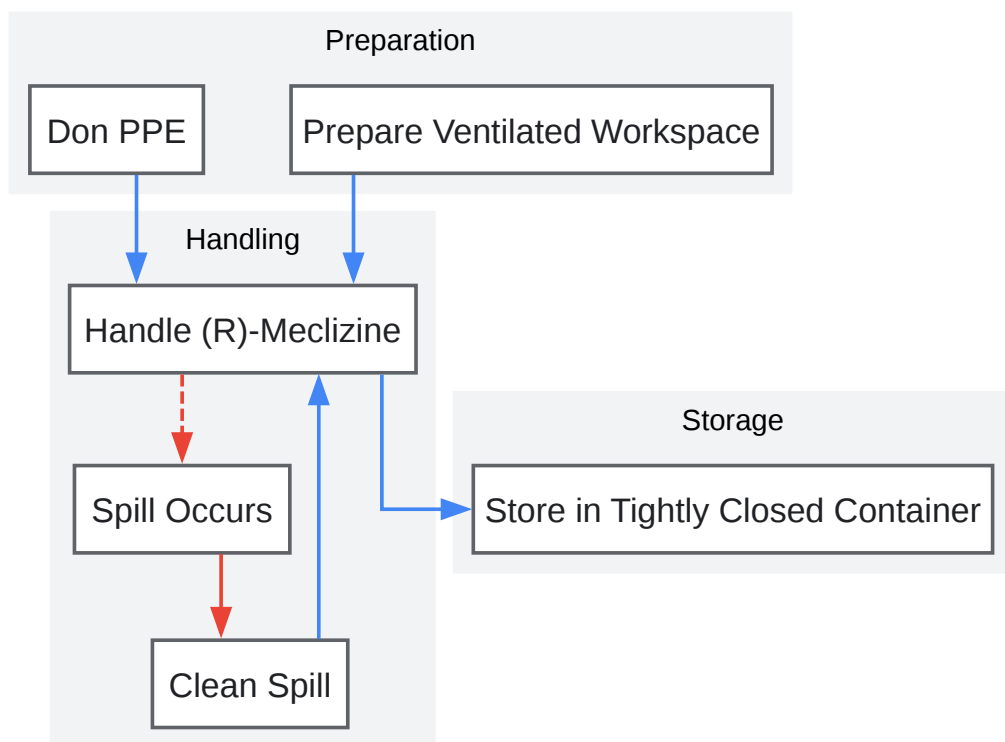 Preparation
Don PPE
Prepare Ventilated Workspace
Handling
Handle (R)-Meclizine
Storage
Spill Occurs
Store in Tightly Closed Container
Clean Spill